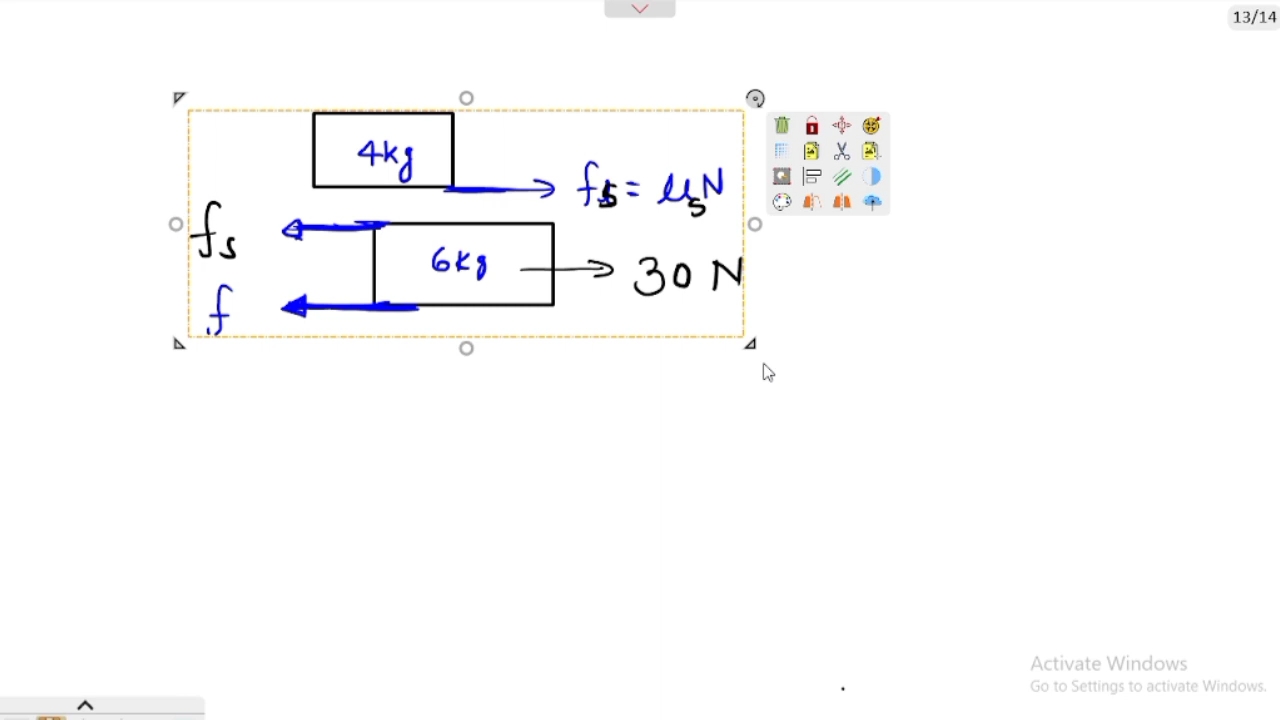 13/14
4kg
fs = μsN
fs
6kg
30 N
f
Activate Windows
Go to Settings to activate Windows.